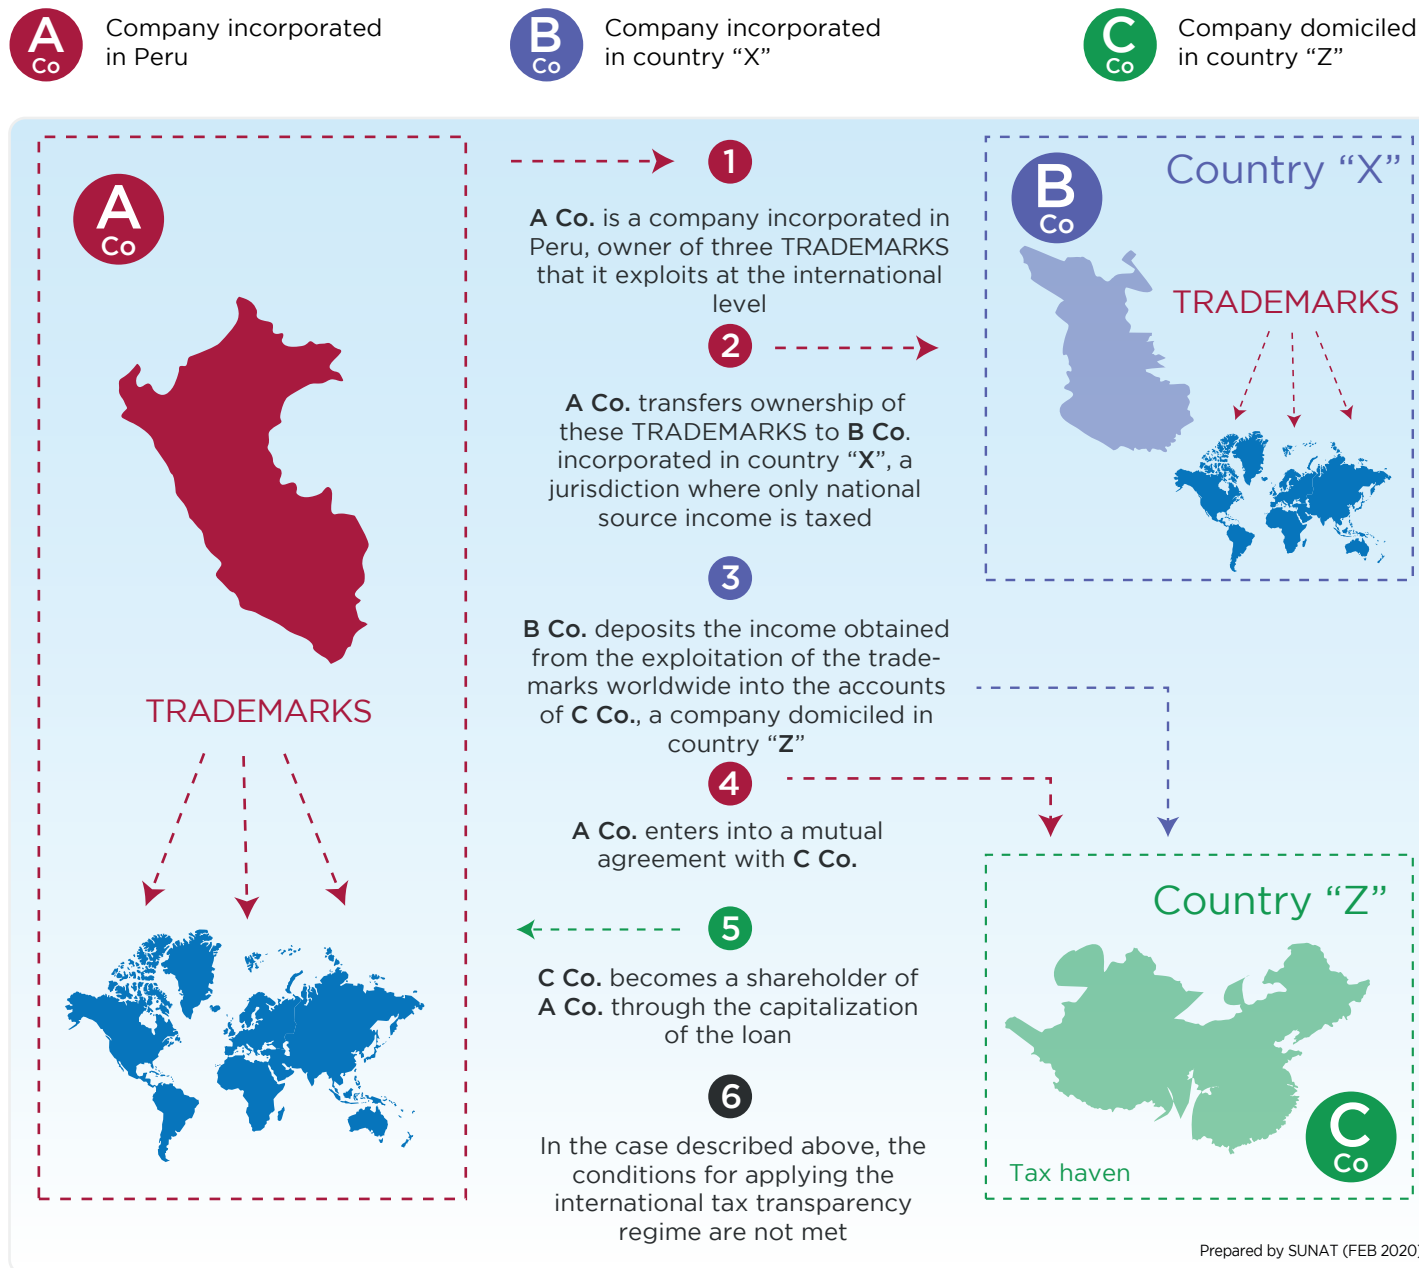 A
Co
Company incorporated
in Peru
B
Co
Company incorporated
in country “X”
C
Co
Company domiciled
in country “Z”
A
Co
TRADEMARKS
1
A Co. is a company incorporated in
Peru, owner of three TRADEMARKS
that it exploits at the international
level
2
A Co. transfers ownership of
these TRADEMARKS to B Co.
incorporated in country “X”, a
jurisdiction where only national
source income is taxed
3
B Co. deposits the income obtained
from the exploitation of the trade-
marks worldwide into the accounts
of C Co., a company domiciled in
country “Z”
4
A Co. enters into a mutual
agreement with C Co.
5
C Co. becomes a shareholder of
A Co. through the capitalization
of the loan
6
In the case described above, the
conditions for applying the
international tax transparency
regime are not met
B
Co
Country “X”
TRADEMARKS
Country “Z”
C
Co
Tax haven
Prepared by SUNAT (FEB 2020)